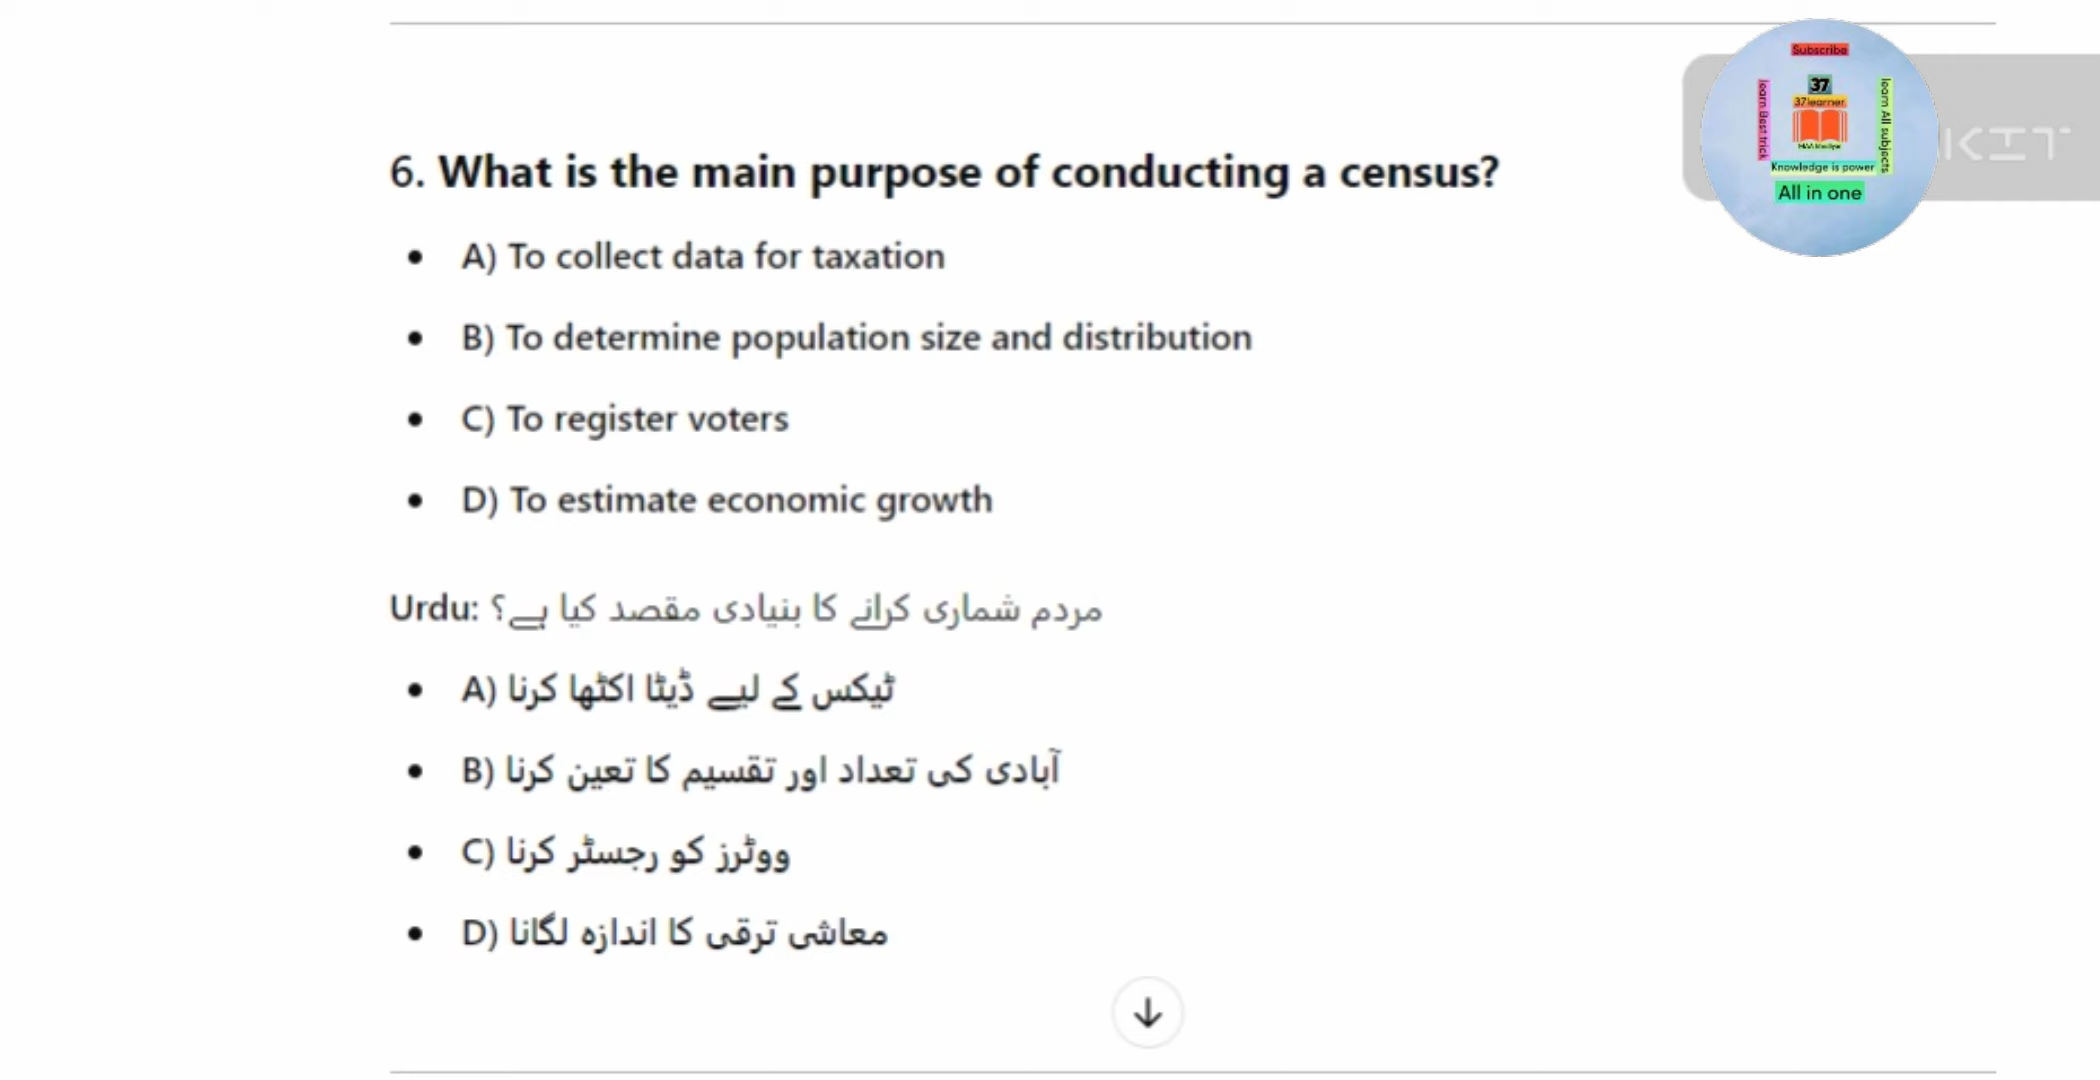 Subscribe
37
37learner
learn Best trick
learn All subjects
Knowledge is power
All in one
6. What is the main purpose of conducting a census?
• A) To collect data for taxation
• B) To determine population size and distribution
• C) To register voters
• D) To estimate economic growth
Urdu: مردم شماری کرانے کا بنیادی مقصد کیا ہے؟
• A) ٹیکس کے لیے ڈیٹا اکٹھا کرنا
• B) آبادی کی تعداد اور تقسیم کا تعین کرنا
• C) ووٹرز کو رجسٹر کرنا
• D) معاشی ترقی کا اندازہ لگانا